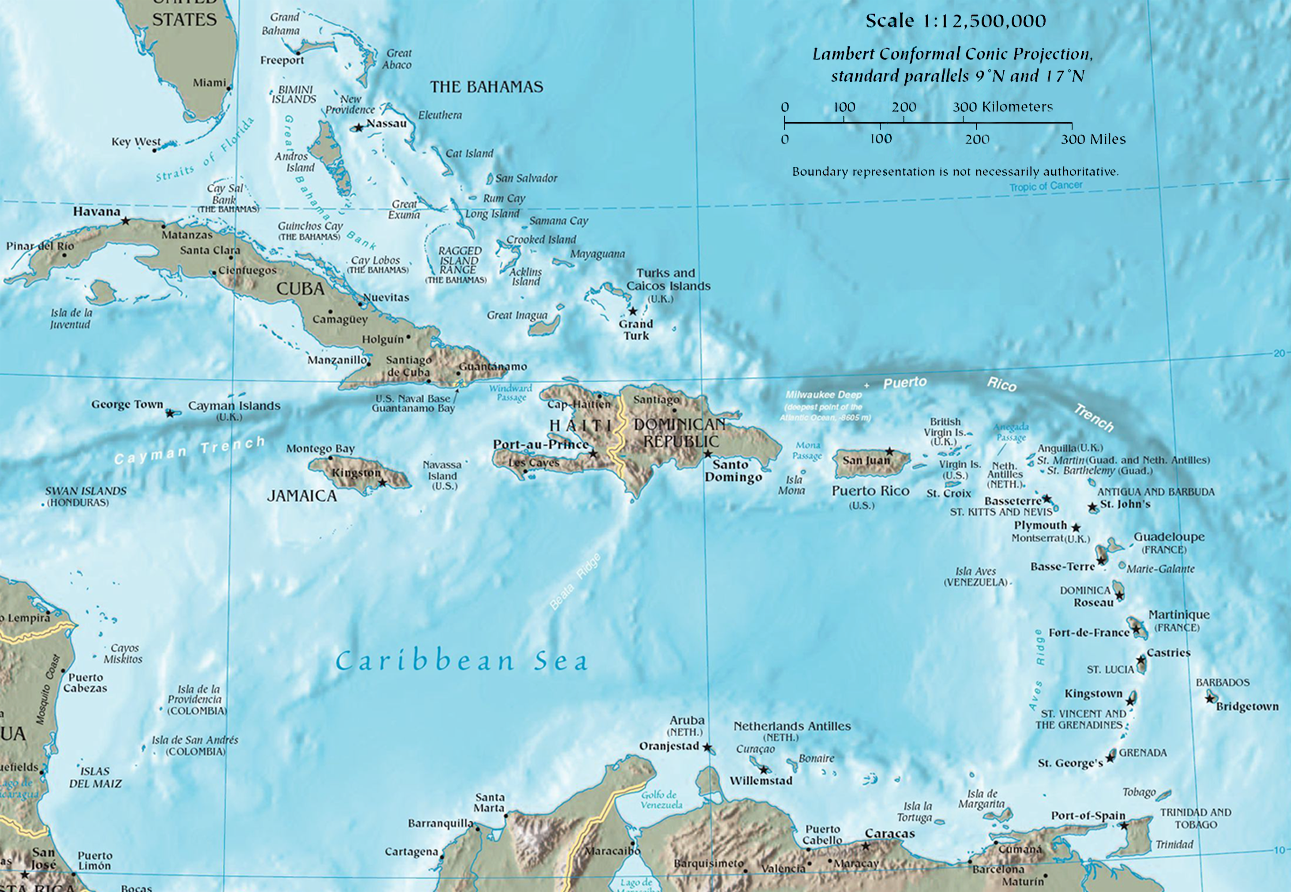 UNITED
STATES
Scale 1:12,500,000
Lambert Conformal Conic Projection,
standard parallels 9°N and 17°N
0 100 200 300 Kilometers
0 100 200 300 Miles
Boundary representation is not necessarily authoritative.
Tropic of Cancer
Grand
Bahama
Freeport
Great
Abaco
Miami
BIMINI
ISLANDS
THE BAHAMAS
New
Providence
Nassau
Eleuthera
Key West
Straits of Florida
Great Bahama Bank
Andros
Island
Cat Island
San Salvador
Cay Sal
Bank
(THE BAHAMAS)
Rum Cay
Great
Exuma
Long Island
Samana Cay
Havana
Matanzas
Guinchos Cay
(THE BAHAMAS)
Crooked Island
Mayaguana
Pinar del Río
Santa Clara
Cienfuegos
Cay Lobos
(THE BAHAMAS)
RAGGED
ISLAND
RANGE
(THE BAHAMAS)
Acklins
Island
Turks and
Caicos Islands
(U.K.)
CUBA
Nuevitas
Isla de la
Juventud
Camagüey
Great Inagua
Grand
Turk
Holguín
20
Manzanillo
Santiago
de Cuba
Guantánamo
U.S. Naval Base
Guantanamo Bay
Windward
Passage
Milwaukee Deep
(deepest point of the
Atlantic Ocean, -8605 m)
Puerto Rico Trench
George Town
Cayman Islands
(U.K.)
Cap-Haïtien
Santiago
HAITI
DOMINICAN
REPUBLIC
Cayman Trench
Port-au-Prince
Les Cayes
Santo
Domingo
Montego Bay
Kingston
JAMAICA
Navassa
Island
(U.S.)
Mona
Passage
Isla
Mona
San Juan
Puerto Rico
(U.S.)
British
Virgin Is.
(U.K.)
Anegada
Passage
Virgin Is.
(U.S.)
St. Croix
Neth.
Antilles
(NETH.)
Anguilla(U.K.)
St. Martin(Guad. and Neth. Antilles)
St. Barthelemy (Guad.)
SWAN ISLANDS
(HONDURAS)
Basseterre
ST. KITTS AND NEVIS
ANTIGUA AND BARBUDA
St. John's
Plymouth
Montserrat(U.K.)
Guadeloupe
(FRANCE)
Basse-Terre
Marie-Galante
Isla Aves
(VENEZUELA)
Beata Ridge
DOMINICA
Roseau
Martinique
(FRANCE)
Fort-de-France
Aves Ridge
Castries
ST. LUCIA
Caribbean Sea
o Lempira
Cayos
Miskitos
Mosquito Coast
Puerto
Cabezas
Isla de la
Providencia
(COLOMBIA)
Isla de San Andrés
(COLOMBIA)
UA
uefields
ISLAS
DEL MAIZ
Lago de
Nicaragua
Kingstown
ST. VINCENT AND
THE GRENADINES
BARBADOS
Bridgetown
Aruba
(NETH.)
Oranjestad
Netherlands Antilles
(NETH.)
Curaçao
Bonaire
Willemstad
St. George's
GRENADA
Santa
Marta
Golfo de
Venezuela
Isla la
Tortuga
Isla de
Margarita
Tobago
Port-of-Spain
TRINIDAD AND
TOBAGO
Trinidad
Barranquilla
Cartagena
Maracaibo
Puerto
Cabello
Caracas
Barquisimeto
Valencia
Maracay
Cumaná
Barcelona
Maturín
10
Lago de
Maracaibo
as
San
José
Puerto
Limón
STA RICA
Bocas